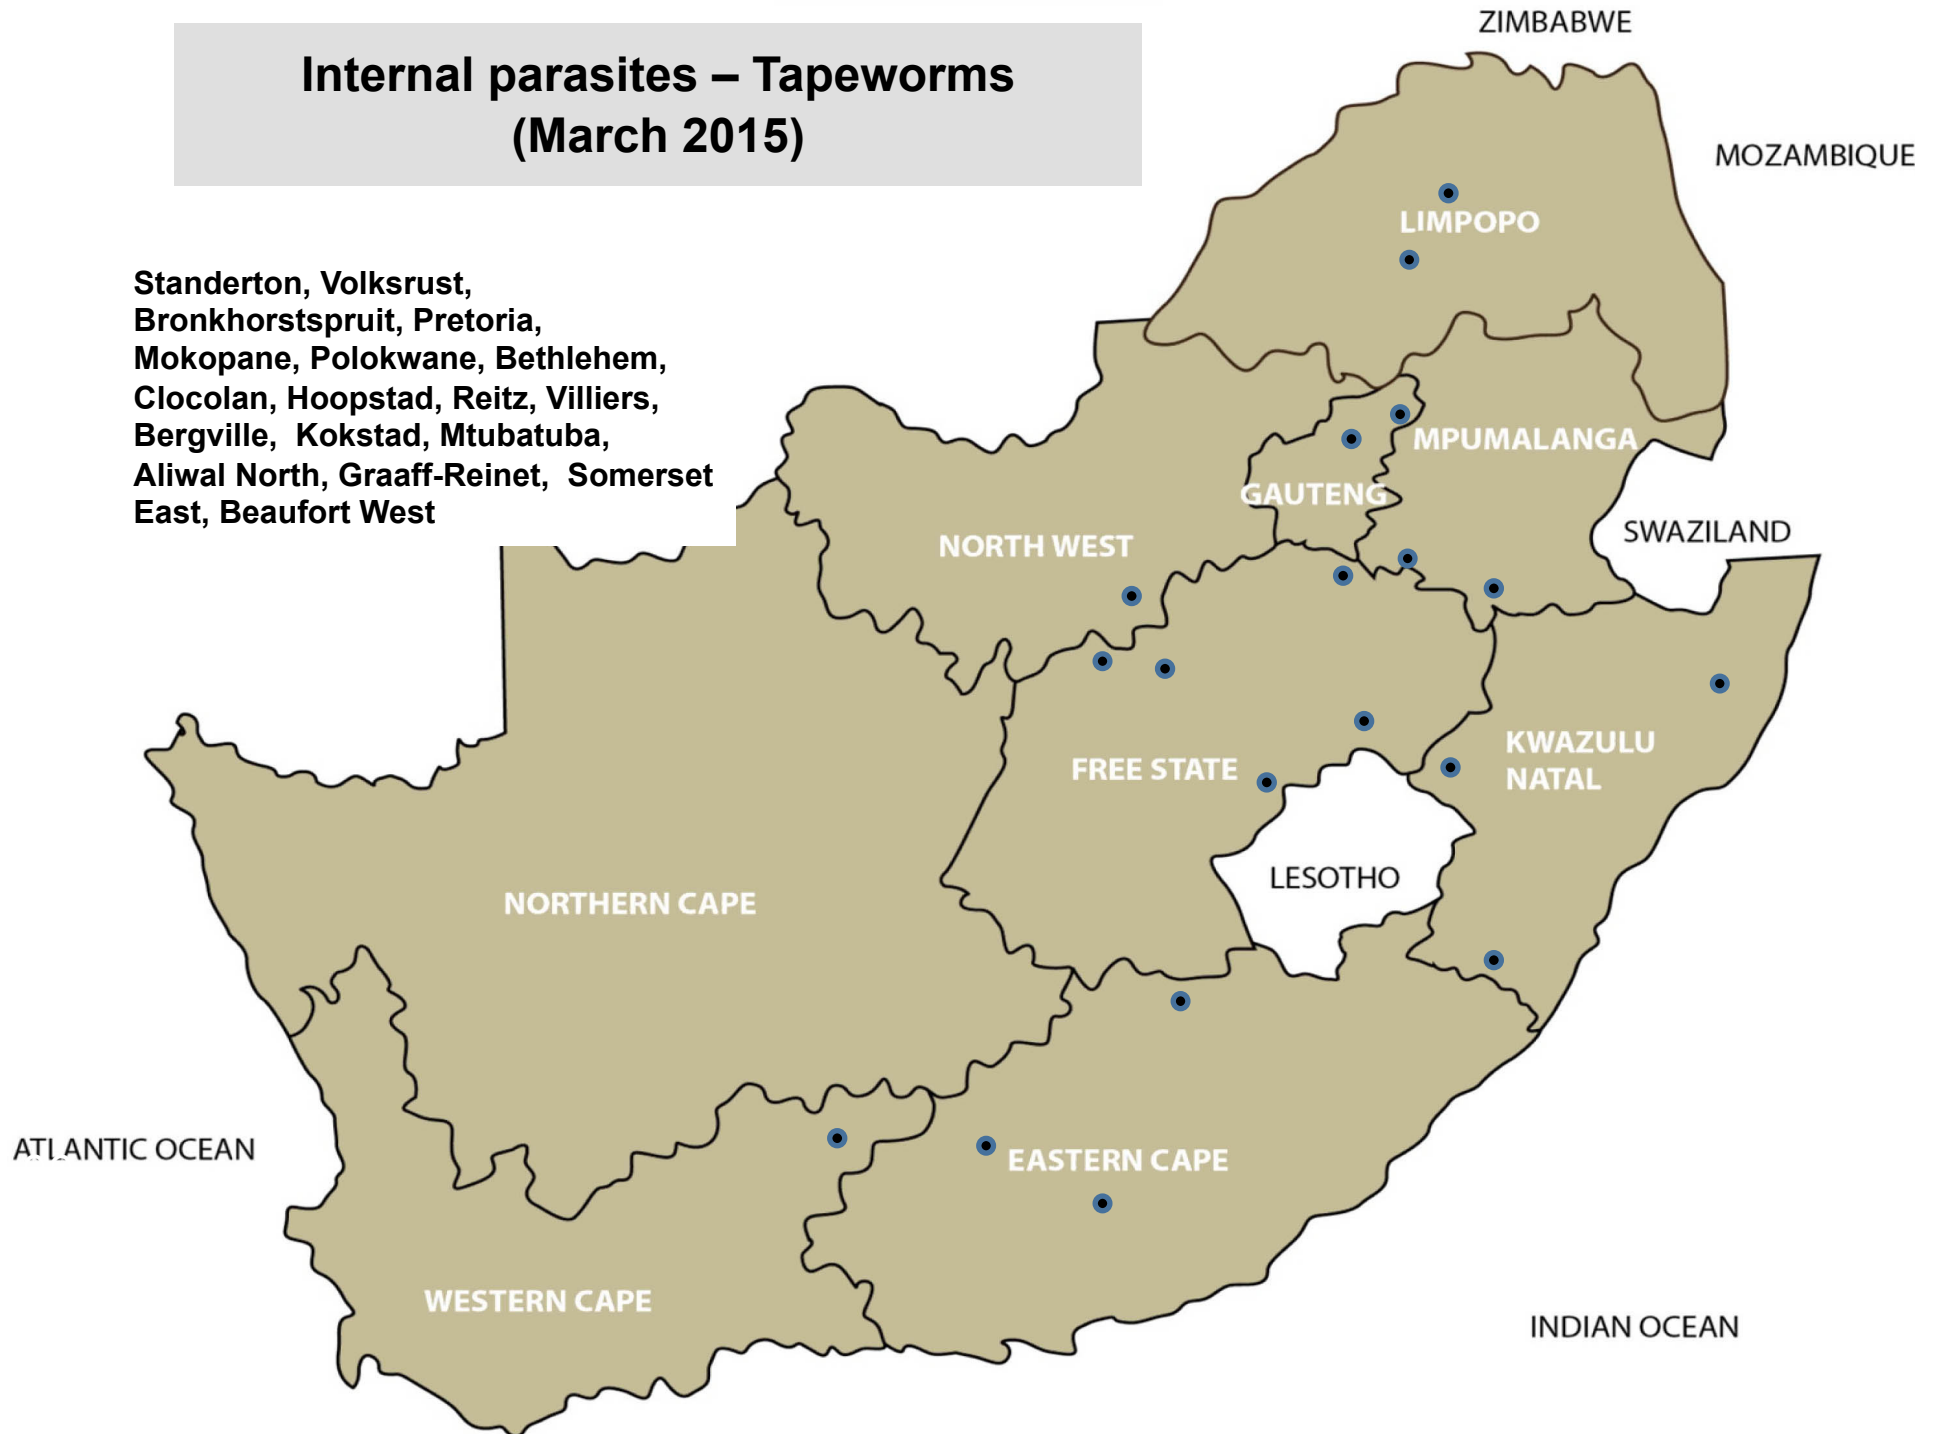 Internal parasites – Tapeworms
(March 2015)
ZIMBABWE
MOZAMBIQUE
LIMPOPO
Standerton, Volksrust,
Bronkhorstspruit, Pretoria,
Mokopane, Polokwane, Bethlehem,
Clocolan, Hoopstad, Reitz, Villiers,
Bergville,  Kokstad, Mtubatuba,
Aliwal North, Graaff-Reinet,  Somerset
East, Beaufort West
MPUMALANGA
GAUTENG
SWAZILAND
NORTH WEST
KWAZULU
NATAL
FREE STATE
LESOTHO
NORTHERN CAPE
ATLANTIC OCEAN
EASTERN CAPE
WESTERN CAPE
INDIAN OCEAN